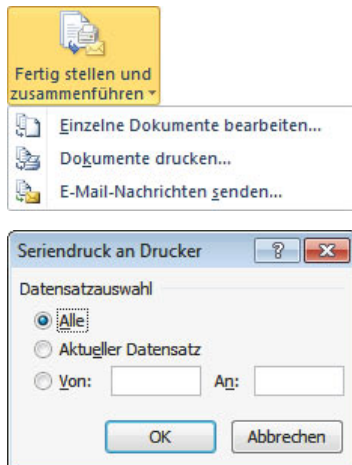 Fertig stellen und
zusammenführen
Einzelne Dokumente bearbeiten...
Dokumente drucken...
E-Mail-Nachrichten senden...
Seriendruck an Drucker
Datensatzauswahl
Alle
Aktueller Datensatz
Von: An:
OK Abbrechen